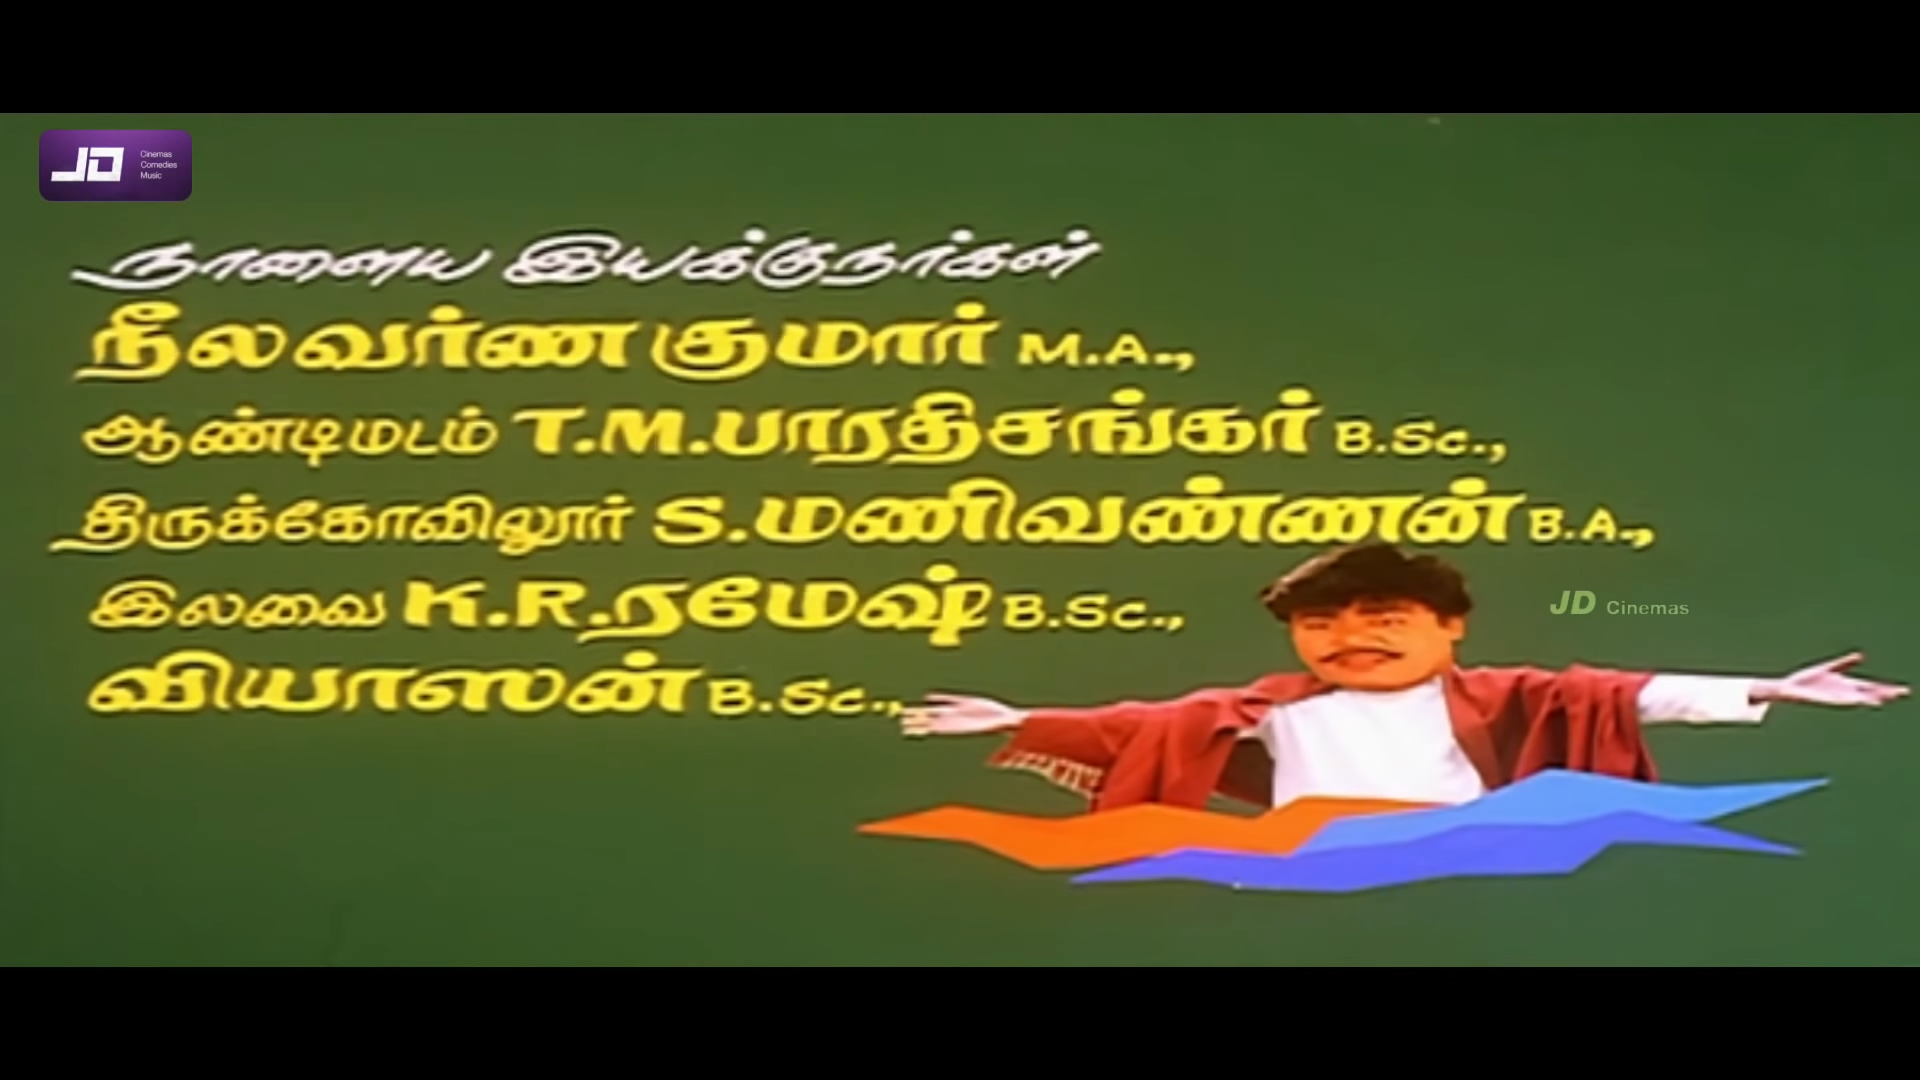 JD Cinemas
Comedies
Music
நாளைய இயக்குநர்கள்
நீலவர்ண குமார் M.A.,
ஆண்டிமடம் T.M.பாரதிசங்கர் B.Sc.,
திருக்கோவிலூர் S.மணிவண்ணன் B.A.,
இலவை K.R.ரமேஷ் B.Sc.,
வியாஸன் B.Sc.,
JD Cinemas